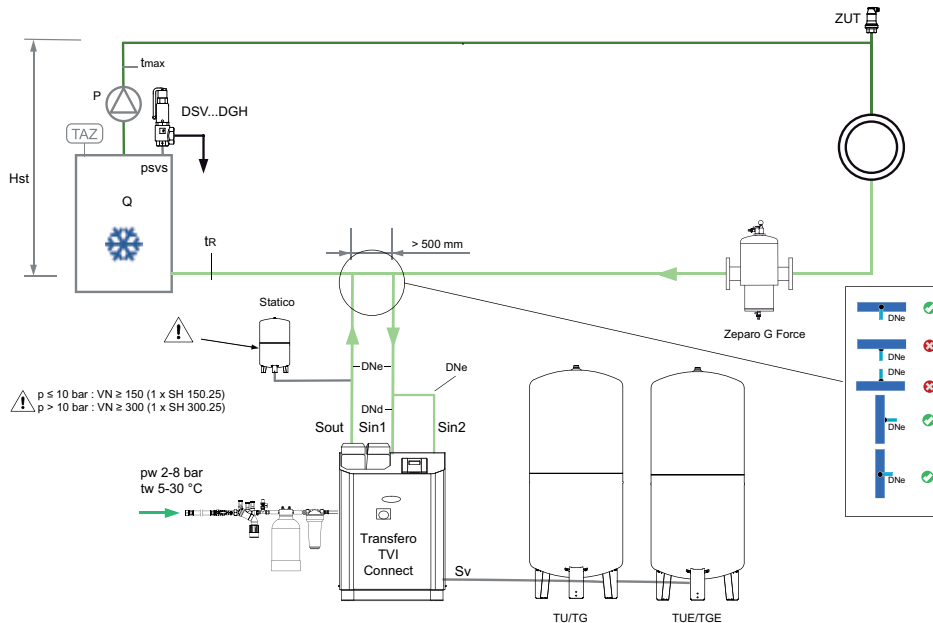 ZUT
tmax
P
DSV...DGH
TAZ
psvs
Hst
Q
tR
> 500 mm
Statico
Zeparo G Force
DNe
DNe
DNe
DNe
DNe
DNe
DNe
DNd
p ≤ 10 bar : VN ≥ 150 (1 x SH 150.25)
p > 10 bar : VN ≥ 300 (1 x SH 300.25)
Sout Sin1 Sin2
pw 2-8 bar
tw 5-30 °C
Transfero
TVI
Connect
Sv
TU/TG
TUE/TGE